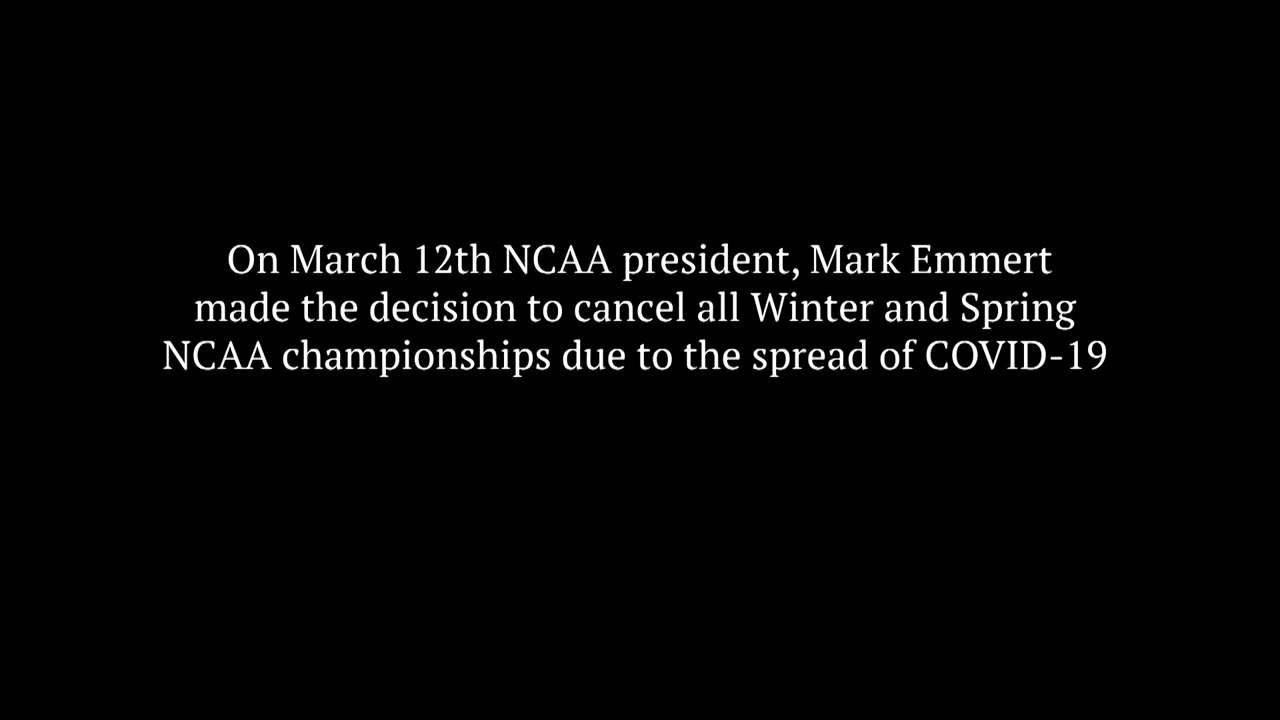 On March 12th NCAA president, Mark Emmert
made the decision to cancel all Winter and Spring
NCAA championships due to the spread of COVID-19